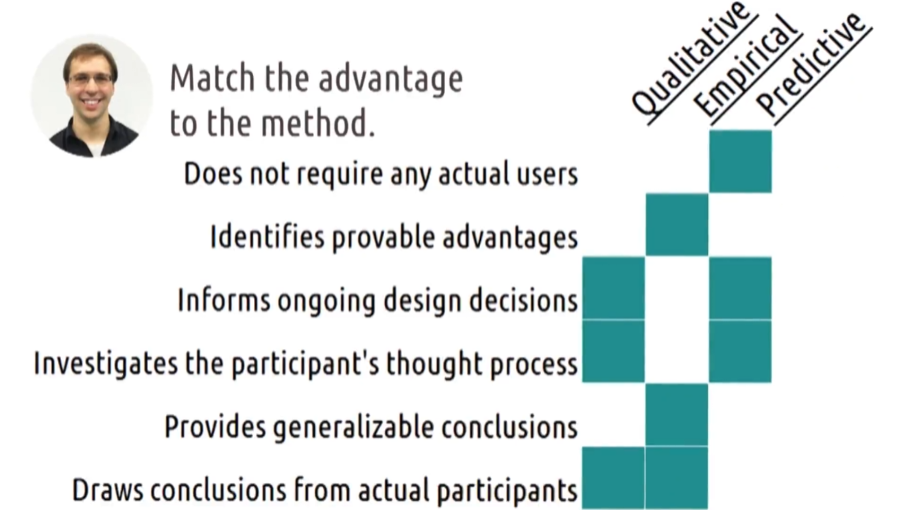 Match the advantage
to the method.
Qualitative
Empirical
Predictive
Does not require any actual users
Identifies provable advantages
Informs ongoing design decisions
Investigates the participant's thought process
Provides generalizable conclusions
Draws conclusions from actual participants